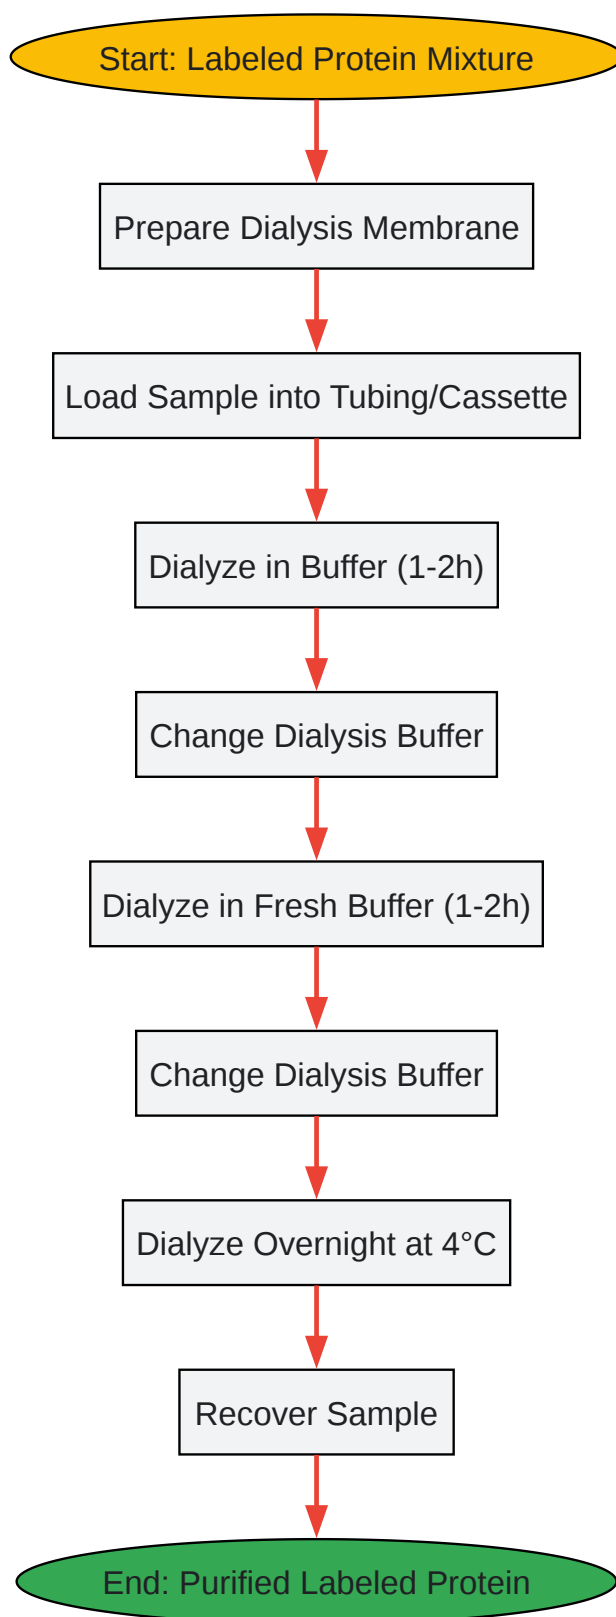 Start: Labeled Protein Mixture
Prepare Dialysis Membrane
Load Sample into Tubing/Cassette
Dialyze in Buffer (1-2h)
Change Dialysis Buffer
Dialyze in Fresh Buffer (1-2h)
Change Dialysis Buffer
Dialyze Overnight at 4°C
Recover Sample
End: Purified Labeled Protein